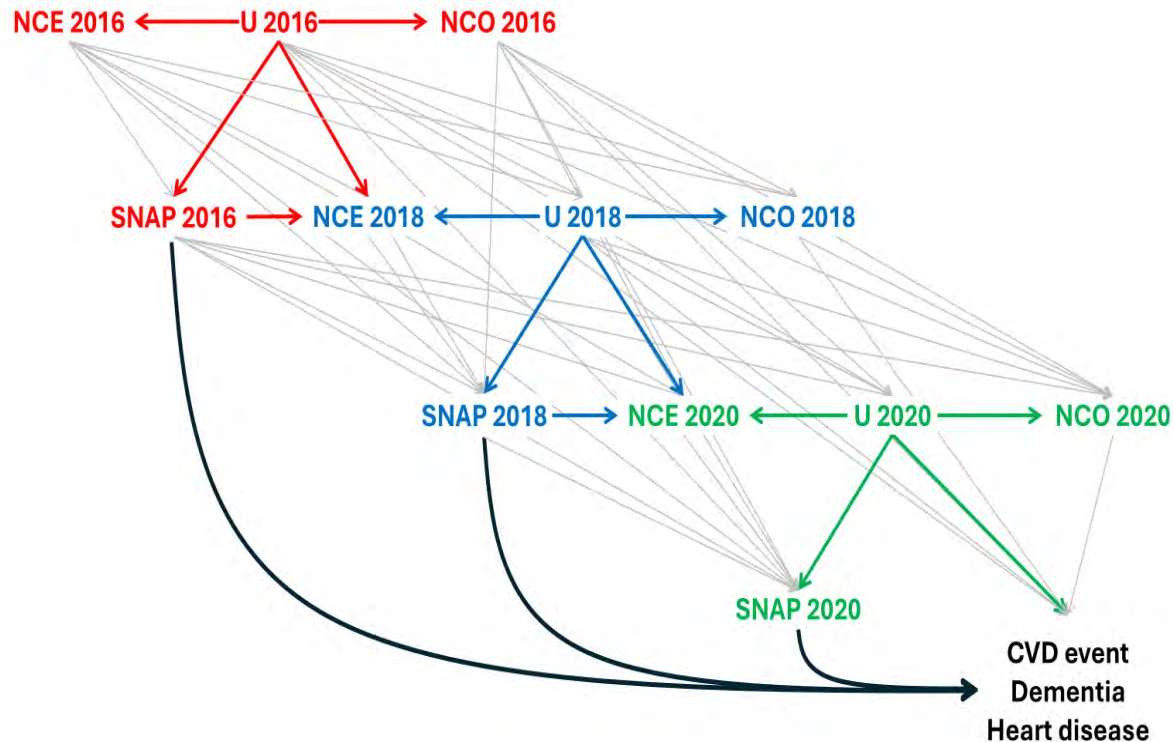 NCE 2016 U 2016 NCO 2016
SNAP 2016 NCE 2018 U 2018 NCO 2018
SNAP 2018 NCE 2020 U 2020 NCO 2020
SNAP 2020
CVD event
Dementia
Heart disease